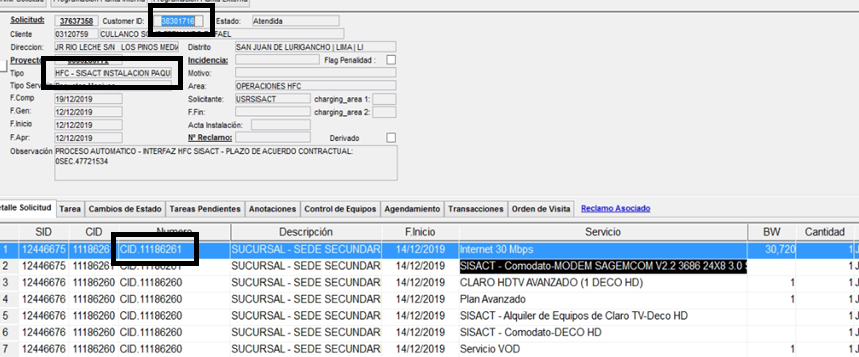 Solicitud: 37637358 Customer ID: 38301716 Estado: Atendida
Cliente 03120759 CULLANCO
Direccion: JR RIO LECHE S/N LOS PINOS MEDI Distrito SAN JUAN DE LURIGANCHO | LIMA | LI
Proyecto Incidencia: Flag Penalidad :
Tipo HFC - SISACT INSTALACION PAQU Motivo:
Tipo Servi Area: OPERACIONES HFC
F.Comp 19/12/2019 Solicitante: USRSISACT charging_area 1:
F.Gen: 12/12/2019 F.Fin: charging_area 2:
F.Inicio 12/12/2019 Acta Instalación:
F.Apr: 12/12/2019 Nº Reclamo: Derivado
Observación PROCESO AUTOMATICO - INTERFAZ HFC SISACT - PLAZO DE ACUERDO CONTRACTUAL:
0SEC.47721534
etalle Solicitud Tarea Cambios de Estado Tareas Pendientes Anotaciones Control de Equipos Agendamiento Transacciones Orden de Visita Reclamo Asociado
SID CID Numero Descripción F.Inicio Servicio BW Cantidad
1 12446675 1118626 CID.11186261 SUCURSAL - SEDE SECUNDAR 14/12/2019 Internet 30 Mbps 30,720 1
2 12446675 11186261 CID.11186261 SUCURSAL - SEDE SECUNDAR 14/12/2019 SISACT - Comodato-MODEM SAGEMCOM V2.2 3686 24X8 3.0 1
3 12446676 11186260 CID.11186260 SUCURSAL - SEDE SECUNDAR 14/12/2019 CLARO HDTV AVANZADO (1 DECO HD) 1 1
4 12446676 11186260 CID.11186260 SUCURSAL - SEDE SECUNDAR 14/12/2019 Plan Avanzado 1 1
5 12446676 11186260 CID.11186260 SUCURSAL - SEDE SECUNDAR 14/12/2019 SISACT - Alquiler de Equipos de Claro TV-Deco HD 1
6 12446676 11186260 CID.11186260 SUCURSAL - SEDE SECUNDAR 14/12/2019 SISACT - Comodato-DECO HD 1
7 12446676 11186260 CID.11186260 SUCURSAL - SEDE SECUNDAR 14/12/2019 Servicio VOD 1 1